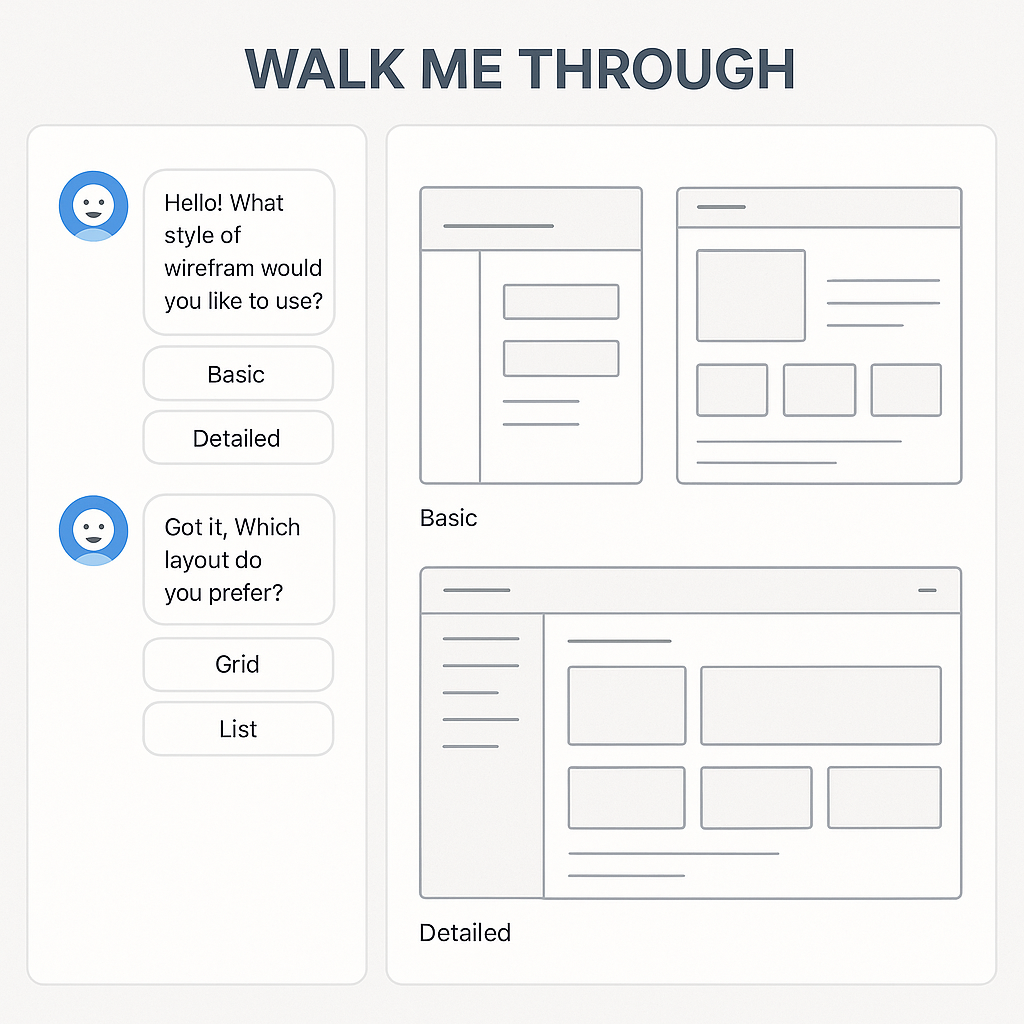 WALK ME THROUGH
Hello! What
style of
wirefram would
you like to use?
Basic
Detailed
Got it, Which
layout do
you prefer?
Grid
List
Basic
Detailed